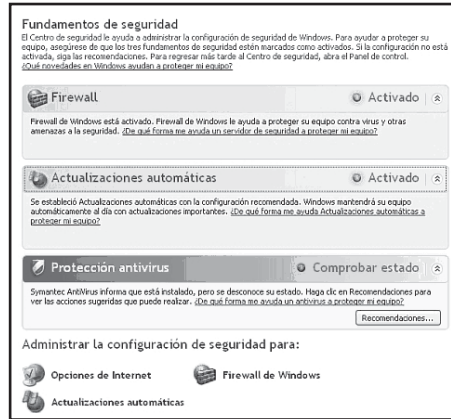 Fundamentos de seguridad
El Centro de seguridad le ayuda a administrar la configuración de seguridad de Windows. Para ayudar a proteger su
equipo, asegúrese de que los tres fundamentos de seguridad estén marcados como activados. Si la configuración no está
activada, siga las recomendaciones. Para regresar más tarde al Centro de seguridad, abra el Panel de control.
¿Qué novedades en Windows ayudan a proteger mi equipo?
Firewall Activado
Firewall de Windows está activado. Firewall de Windows le ayuda a proteger su equipo contra virus y otras
amenazas a la seguridad. ¿De qué forma me ayuda un servidor de seguridad a proteger mi equipo?
Actualizaciones automáticas Activado
Se estableció Actualizaciones automáticas con la configuración recomendada. Windows mantendrá su equipo
automáticamente al día con actualizaciones importantes. ¿De qué forma me ayuda Actualizaciones automáticas a
proteger mi equipo?
Protección antivirus Comprobar estado
Symantec AntiVirus informa que está instalado, pero se desconoce su estado. Haga clic en Recomendaciones para
ver las acciones sugeridas que puede realizar. ¿De qué forma me ayuda un antivirus a proteger mi equipo?
Recomendaciones...
Administrar la configuración de seguridad para:
Opciones de Internet Firewall de Windows
Actualizaciones automáticas